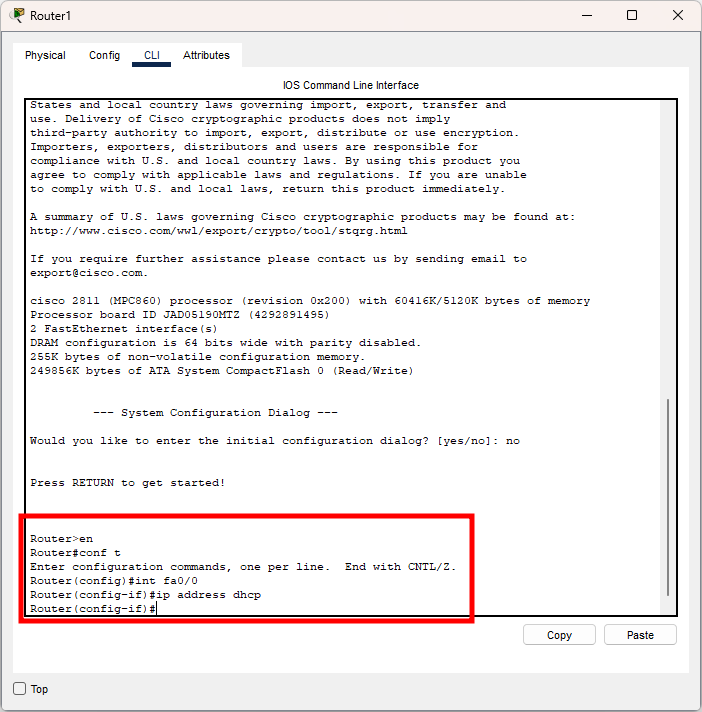 Router1
Physical Config CLI Attributes
IOS Command Line Interface
States and local country laws governing import, export, transfer and
use. Delivery of Cisco cryptographic products does not imply
third-party authority to import, export, distribute or use encryption.
Importers, exporters, distributors and users are responsible for
compliance with U.S. and local country laws. By using this product you
agree to comply with applicable laws and regulations. If you are unable
to comply with U.S. and local laws, return this product immediately.
A summary of U.S. laws governing Cisco cryptographic products may be found at:
http://www.cisco.com/wwl/export/crypto/tool/stqrg.html
If you require further assistance please contact us by sending email to
export@cisco.com.
cisco 2811 (MPC860) processor (revision 0x200) with 60416K/5120K bytes of memory
Processor board ID JAD05190MTZ (4292891495)
2 FastEthernet interface(s)
DRAM configuration is 64 bits wide with parity disabled.
255K bytes of non-volatile configuration memory.
249856K bytes of ATA System CompactFlash 0 (Read/Write)
--- System Configuration Dialog ---
Would you like to enter the initial configuration dialog? [yes/no]: no
Press RETURN to get started!
Router>en
Router#conf t
Enter configuration commands, one per line.  End with CNTL/Z.
Router(config)#int fa0/0
Router(config-if)#ip address dhcp
Router(config-if)#
Copy Paste
Top